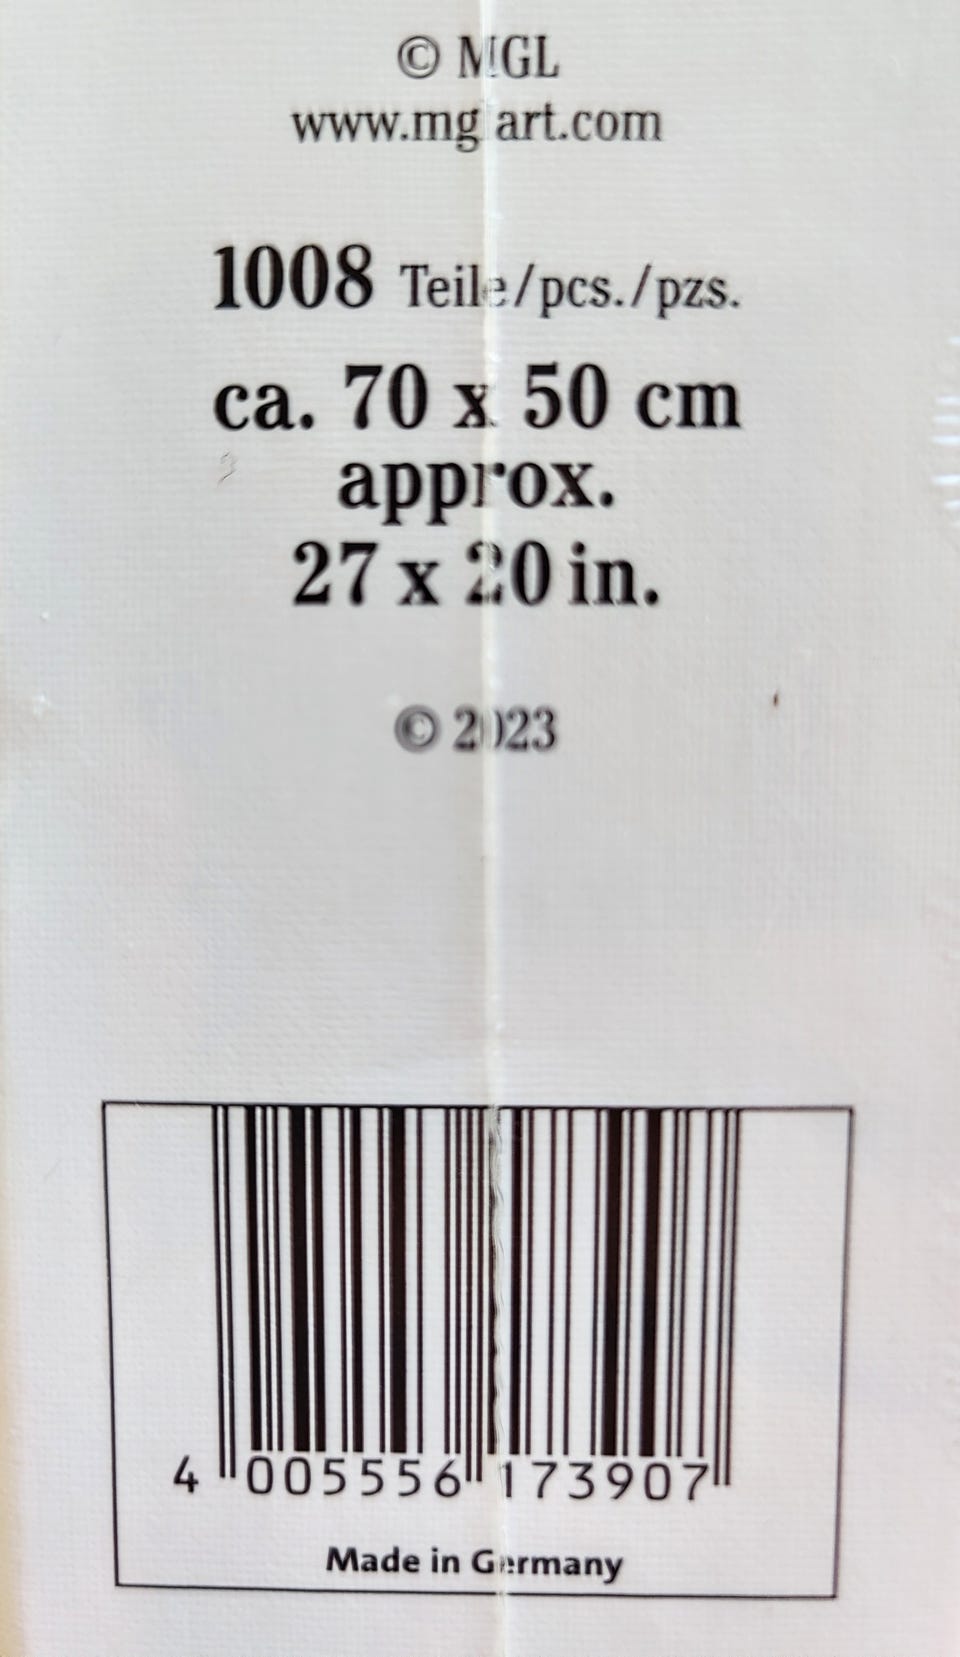 © MGL
www.mglart.com
1008 Teile/pcs./pzs.
ca. 70 x 50 cm
approx.
27 x 20 in.
© 2023
4 005556 173907
Made in Germany